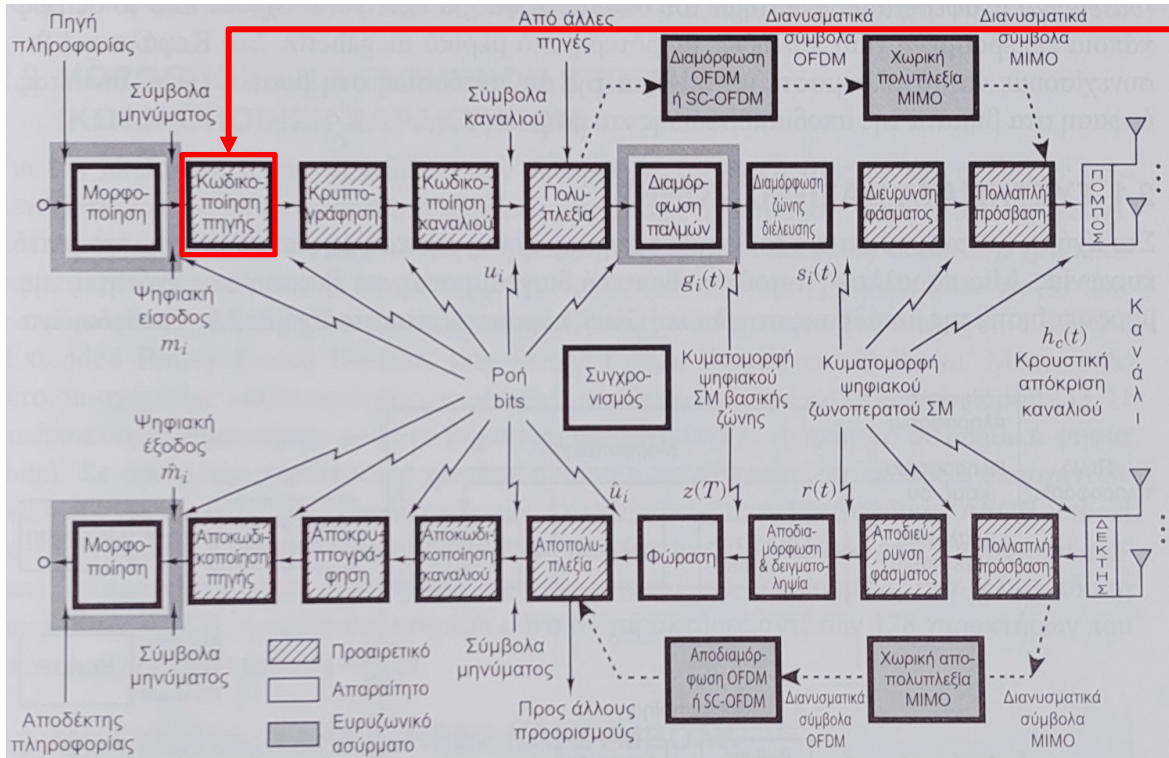 Πηγή
πληροφορίας
Από άλλες
πηγές
Διαμόρφωση
OFDM
ή SC-OFDM
Διανυσματικά
σύμβολα
OFDM
Χωρική
πολυπλεξία
MIMO
Διανυσματικά
σύμβολα
MIMO
Σύμβολα
μηνύματος
Σύμβολα
καναλιού
Μορφο-
ποίηση
Κωδικο-
ποίηση
πηγής
Κρυπτο-
γράφηση
Κωδικο-
ποίηση
καναλιού
Πολυ-
πλεξία
Διαμόρ-
φωση
παλμών
Διαμόρφωση
ζώνης
διέλευσης
Διεύρυνση
φάσματος
Πολλαπλή
πρόσβαση
ΠΟΜΠΟΣ
Ψηφιακή
είσοδος
m_i
u_i
g_i(t)
s_i(t)
Ροή
bits
Συγχρο-
νισμός
Κυματομορφή
ψηφιακού
ΣΜ βασικής
ζώνης
Κυματομορφή
ψηφιακού
ζωνοπερατού ΣΜ
h_c(t)
Κρουστική
απόκριση
καναλιού
Κανάλι
Ψηφιακή
έξοδος
m̂_i
û_i
z(T)
r(t)
Μορφο-
ποίηση
Αποκωδι-
κοποίηση
πηγής
Αποκρυ-
πτογρά-
φηση
Αποκωδι-
κοποίηση
καναλιού
Αποπολυ-
πλεξία
Φώραση
Αποδια-
μόρφωση
& δειγματο-
ληψία
Αποδιεύ-
ρυνση
φάσματος
Πολλαπλή
πρόσβαση
ΔΕΚΤΗΣ
Σύμβολα
μηνύματος
Αποδέκτης
πληροφορίας
Προαιρετικό
Απαραίτητο
Ευρυζωνικό
ασύρματο
Σύμβολα
μηνύματος
Προς άλλους
προορισμούς
Αποδιαμόρ-
φωση OFDM
ή SC-OFDM
Διανυσματικά
σύμβολα
OFDM
Χωρική απο-
πολυπλεξία
MIMO
Διανυσματικά
σύμβολα
MIMO